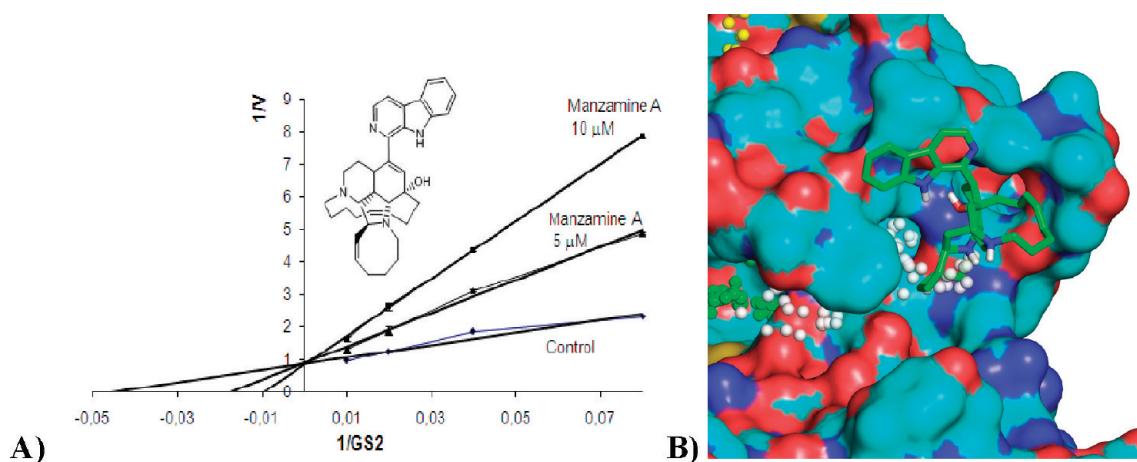 1/V
9
8
7
6
5
4
3
2
1
0
-0,05
-0,03
-0,01
0,01
0,03
0,05
0,07
1/GS2
Manzamine A
10 µM
Manzamine A
5 µM
Control
N
N
H
OH
N
N
A)
B)